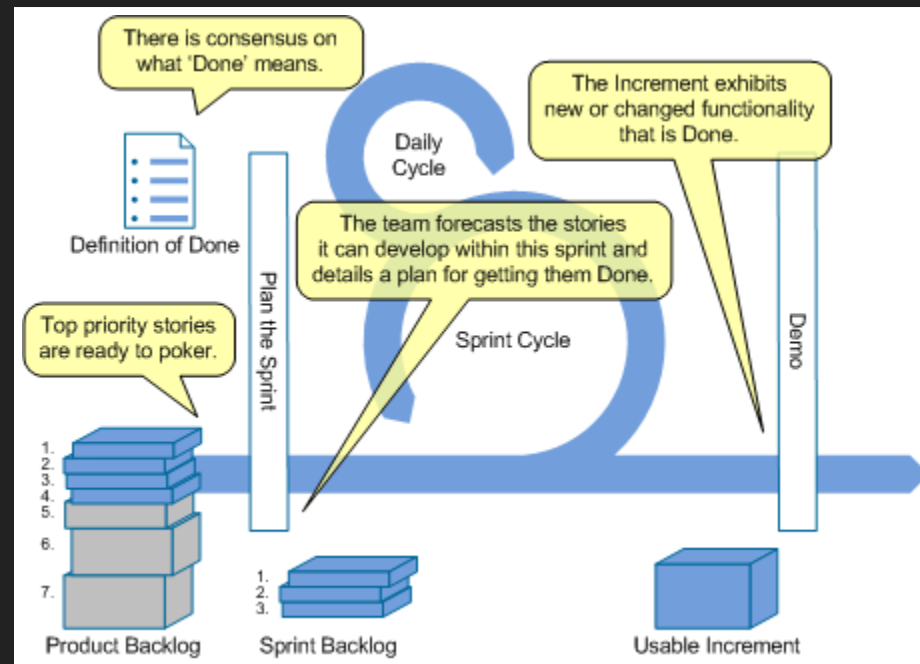 There is consensus on
what ‘Done’ means.
The Increment exhibits
new or changed functionality
that is Done.
Daily
Cycle
Definition of Done
The team forecasts the stories
it can develop within this sprint and
details a plan for getting them Done.
Plan the Sprint
Top priority stories
are ready to poker.
Sprint Cycle
Demo
1.
2.
3.
4.
5.
6.
7.
1.
2.
3.
Product Backlog
Sprint Backlog
Usable Increment